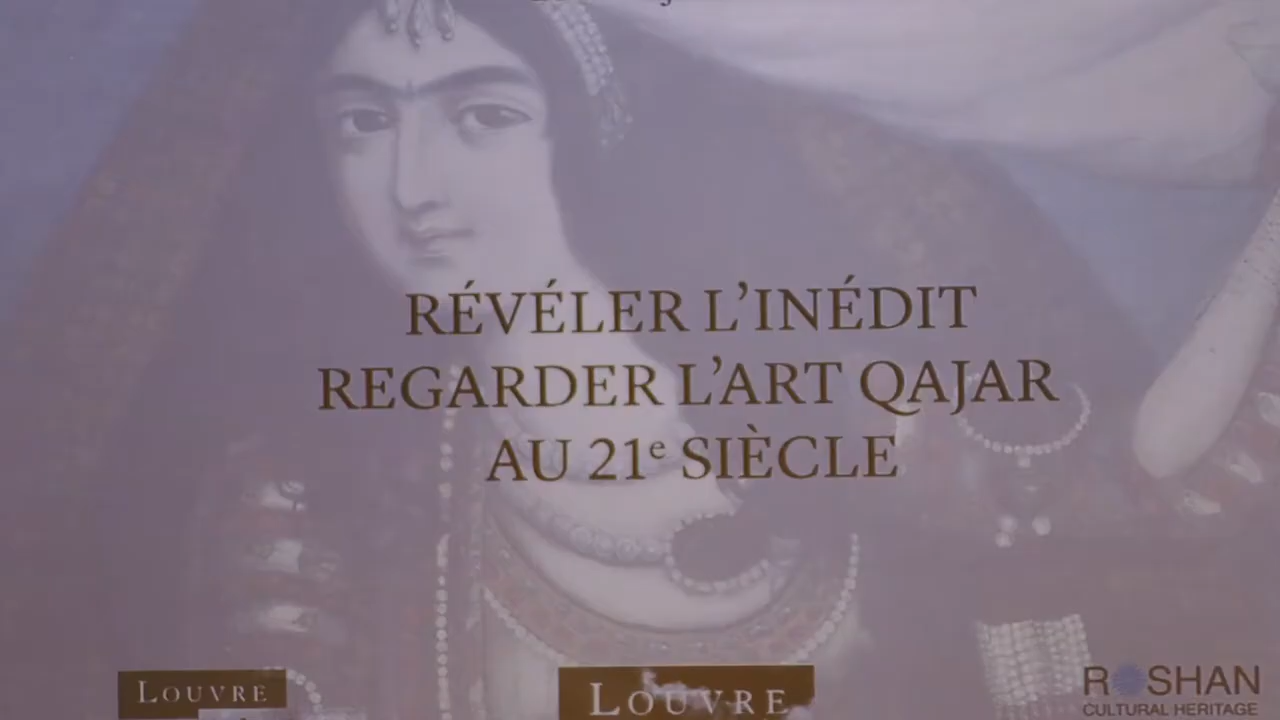 RÉVÉLER L'INÉDIT
REGARDER L'ART QAJAR
AU 21e SIÈCLE
LOUVRE
LOUVRE
ROSHAN
CULTURAL HERITAGE